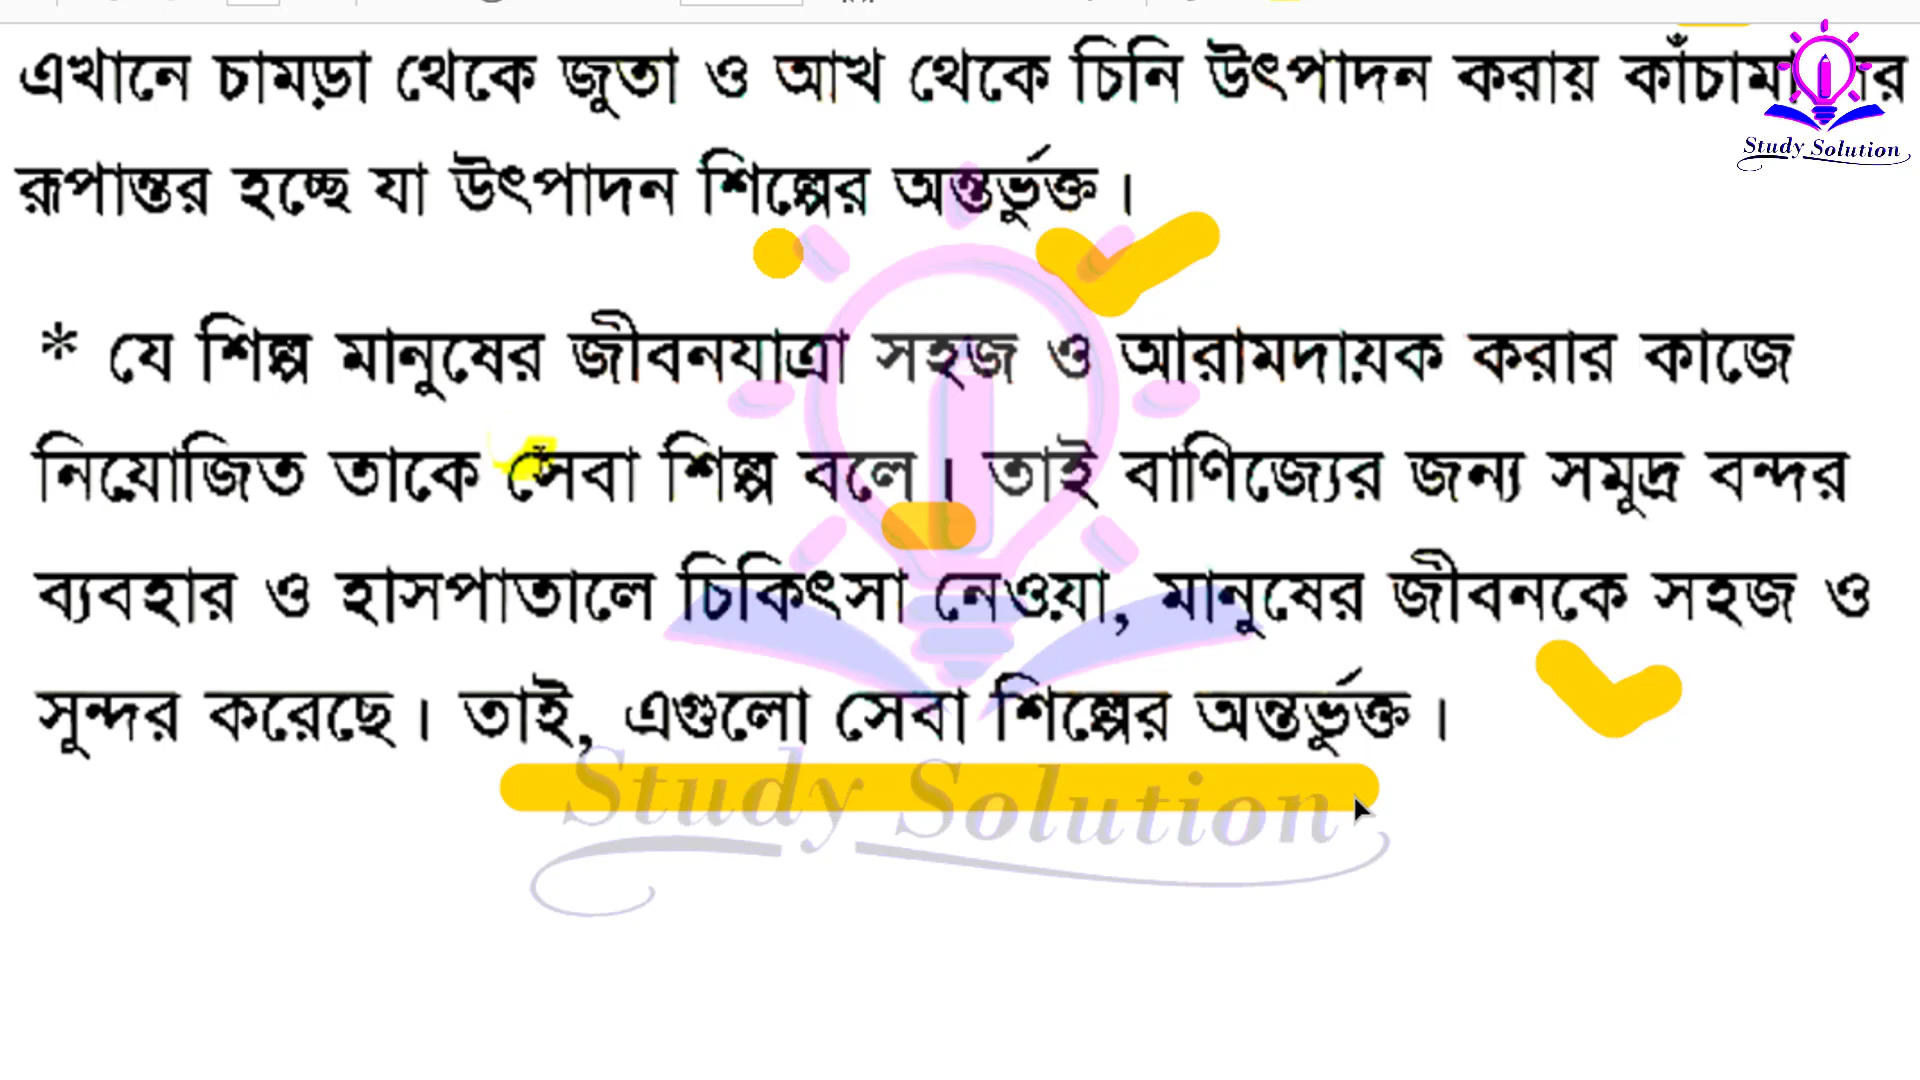 এখানে চামড়া থেকে জুতা ও আখ থেকে চিনি উৎপাদন করায়
রূপান্তর হচ্ছে যা উৎপাদন শিল্পের অন্তর্ভুক্ত।
* যে শিল্প মানুষের জীবনযাত্রা সহজ ও আরামদায়ক করার কাজে
নিয়োজিত তাকে সেবা শিল্প বলে । তাই বাণিজ্যের জন্য সমুদ্র বন্দর
ব্যবহার ও হাসপাতালে চিকিৎসা নেওয়া, মানুষের জীবনকে সহজ ও
সুন্দর করেছে। তাই, এগুলো সেবা শিল্পের অন্তর্ভুক্ত।
Study Solution
Study Solution